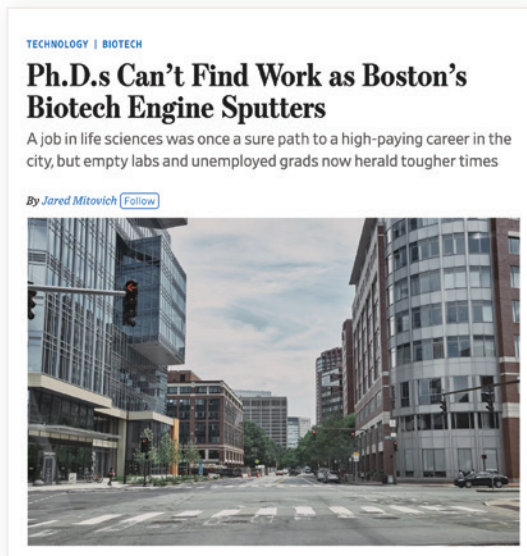 TECHNOLOGY | BIOTECH
Ph.D.s Can’t Find Work as Boston’s
Biotech Engine Sputters
A job in life sciences was once a sure path to a high-paying career in the
city, but empty labs and unemployed grads now herald tougher times
By Jared Mitovich Follow